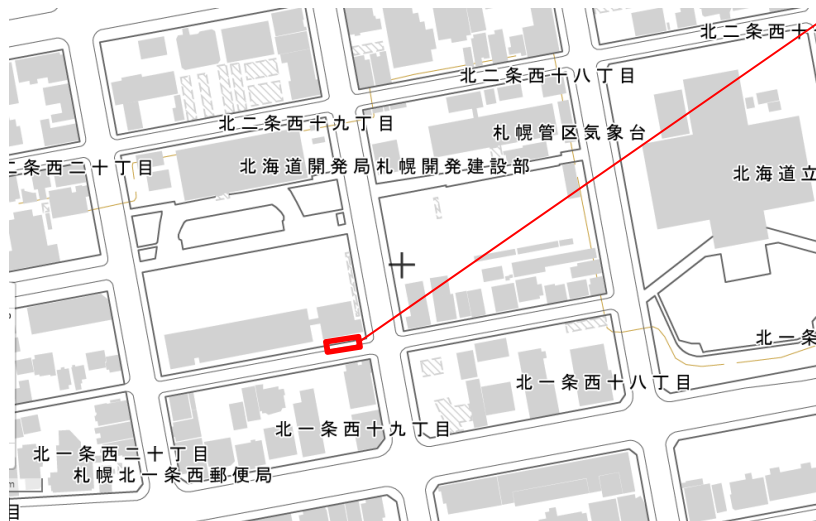 北二条西十
北二条西十八丁目
北二条西十九丁目
札幌管区気象台
二条西二十丁目
北海道開発局札幌開発建設部
北海道立
北一条
北一条西十八丁目
北一条西十九丁目
北一条西二十丁目
札幌北一条西郵便局
目